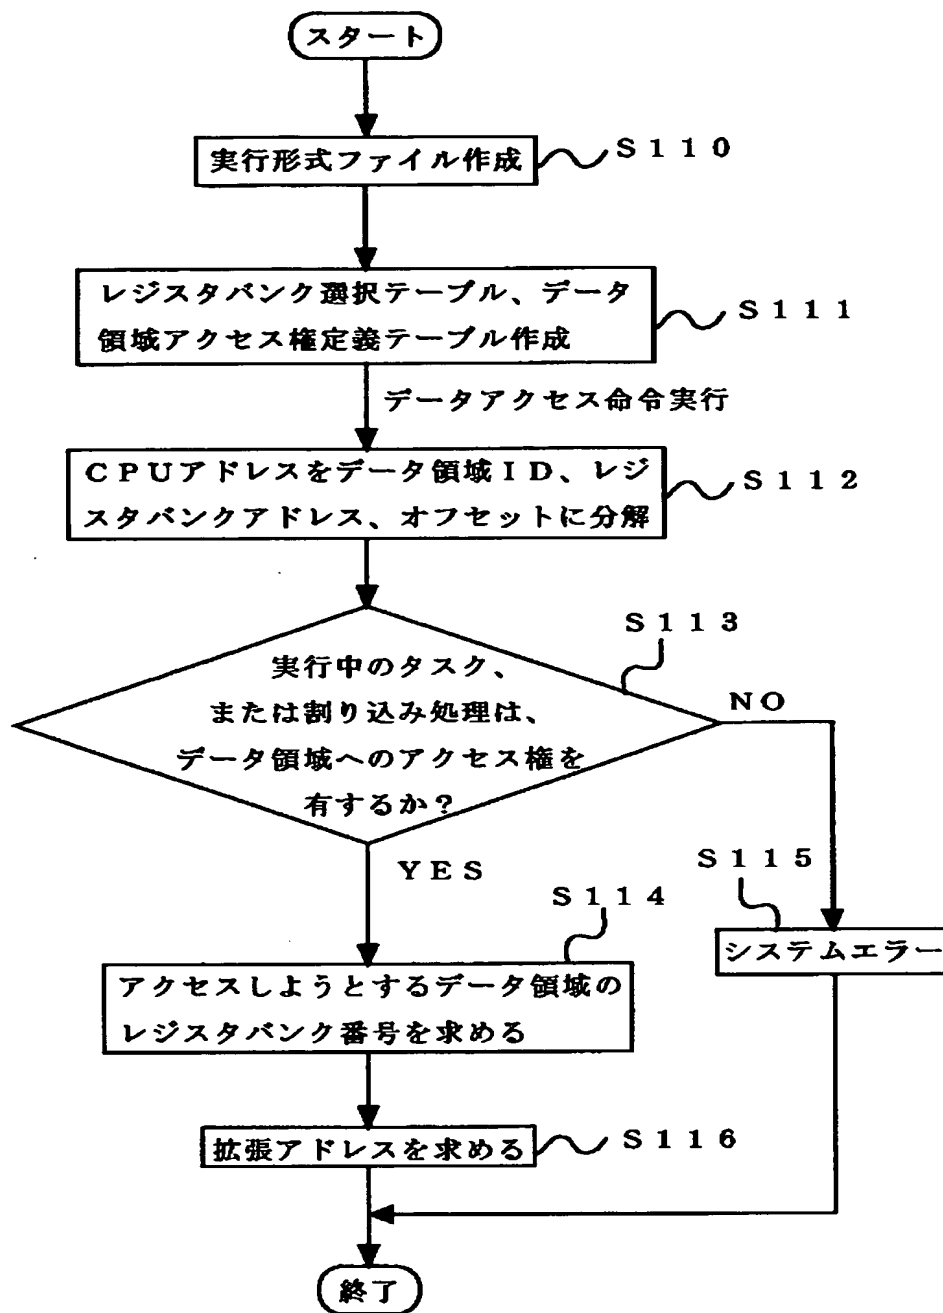 スタート
実行形式ファイル作成
S110
レジスタバンク選択テーブル、データ
領域アクセス権定義テーブル作成
S111
データアクセス命令実行
CPUアドレスをデータ領域ID、レジ
スタバンクアドレス、オフセットに分解
S112
S113
実行中のタスク、
または割り込み処理は、
データ領域へのアクセス権を
有するか?
NO
YES
S114
S115
アクセスしようとするデータ領域の
レジスタバンク番号を求める
システムエラー
拡張アドレスを求める
S116
終了